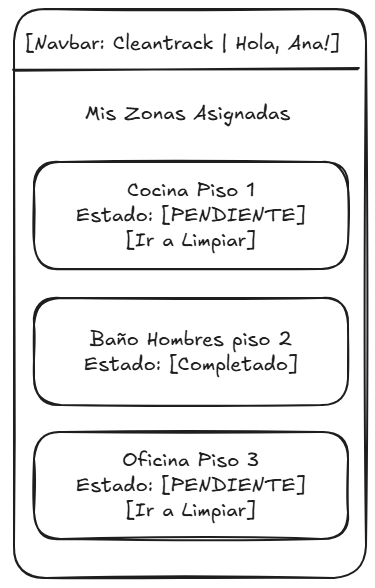 [Navbar: Cleantrack | Hola, Ana!]
Mis Zonas Asignadas
Cocina Piso 1
Estado: [PENDIENTE]
[Ir a Limpiar]
Baño Hombres piso 2
Estado: [Completado]
Oficina Piso 3
Estado: [PENDIENTE]
[Ir a Limpiar]